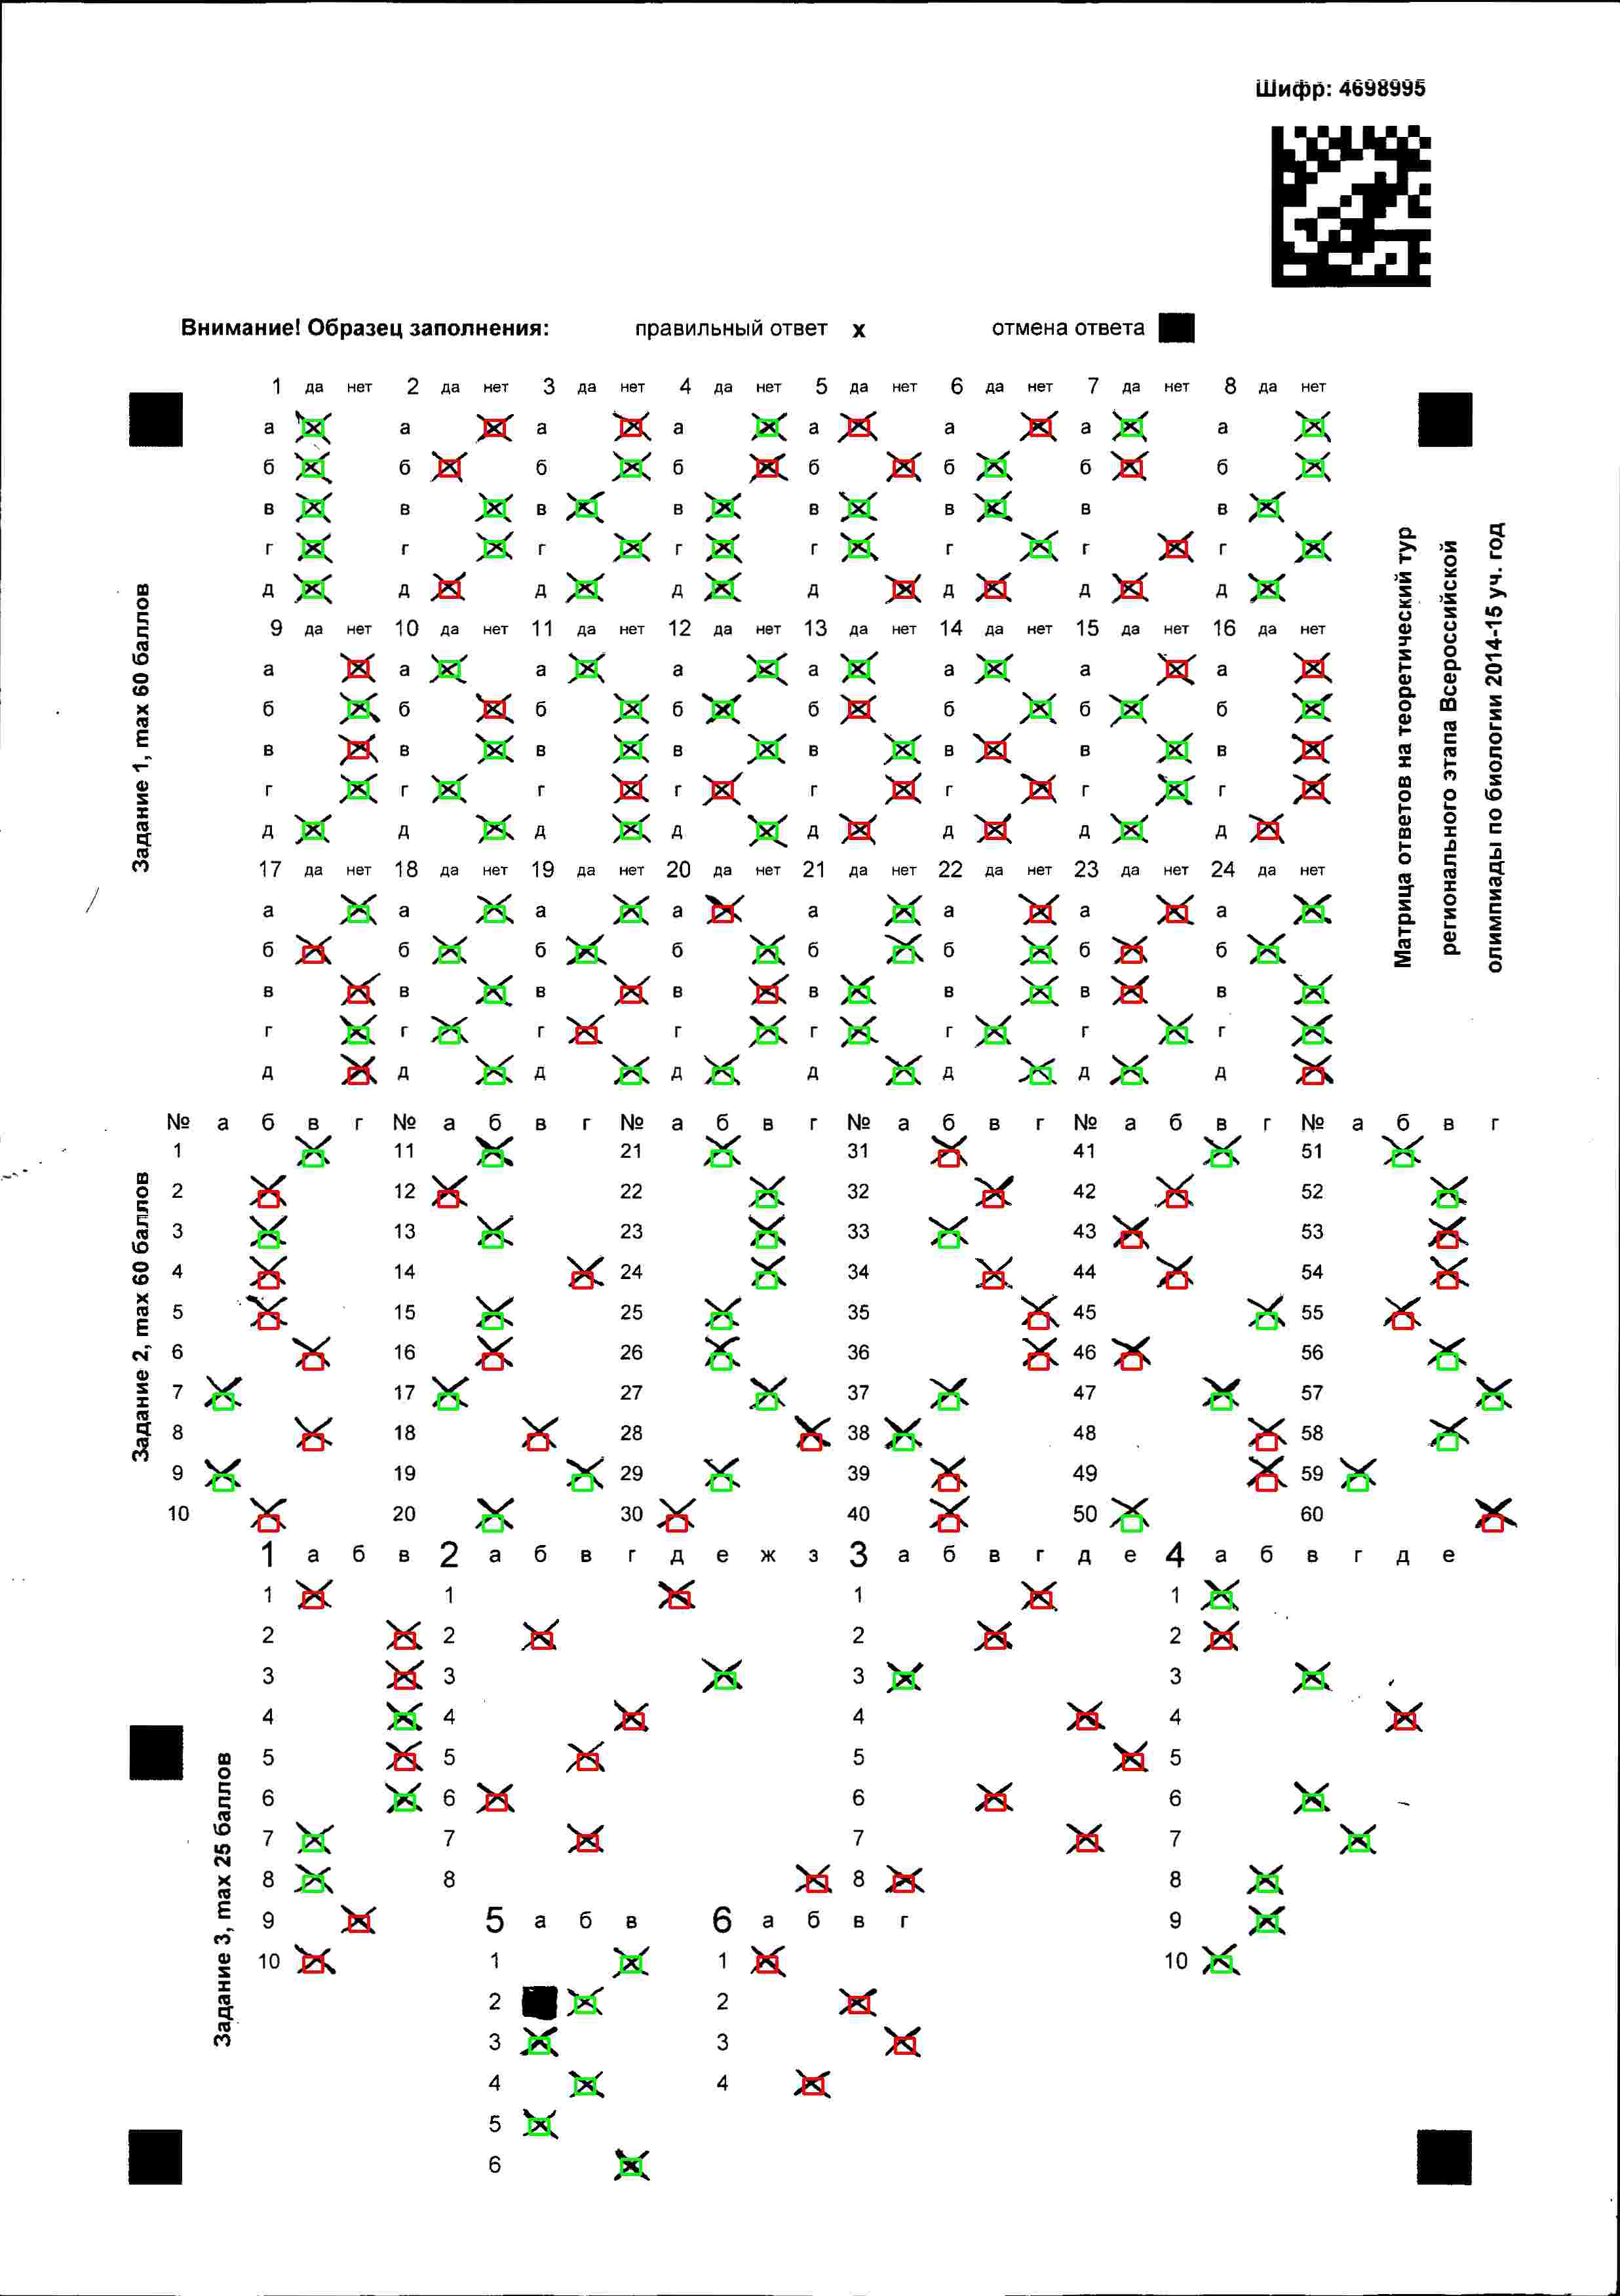 Шифр: 4698995
Внимание! Образец заполнения: правильный ответ х отмена ответа
1 да нет 2 да нет 3 да нет 4 да нет 5 да нет 6 да нет 7 да нет 8 да нет
а а а а а а а а
б б б б б б б б
в в в в в в в в
г г г г г г г г
д д д д д д д д
9 да нет 10 да нет 11 да нет 12 да нет 13 да нет 14 да нет 15 да нет 16 да нет
а а а а а а а а
б б б б б б б б
в в в в в в в в
г г г г г г г г
д д д д д д д д
17 да нет 18 да нет 19 да нет 20 да нет 21 да нет 22 да нет 23 да нет 24 да нет
а а а а а а а а
б б б б б б б б
в в в в в в в в
г г г г г г г г
д д д д д д д д
Задание 1, max 60 баллов
Матрица ответов на теоретический тур
регионального этапа Всероссийской
олимпиады по биологии 2014-15 уч. год
№ а б в г № а б в г № а б в г № а б в г № а б в г № а б в г
1 11 21 31 41 51
2 12 22 32 42 52
3 13 23 33 43 53
4 14 24 34 44 54
5 15 25 35 45 55
6 16 26 36 46 56
7 17 27 37 47 57
8 18 28 38 48 58
9 19 29 39 49 59
10 20 30 40 50 60
Задание 2, max 60 баллов
1 а б в 2 а б в г д е ж з 3 а б в г д е 4 а б в г д е
1 1 1 1
2 2 2 2
3 3 3 3
4 4 4 4
5 5 5 5
6 6 6 6
7 7 7 7
8 8 8 8
9 9
10 10
5 а б в 6 а б в г
1 1
2 2
3 3
4 4
5
6
Задание 3, max 25 баллов